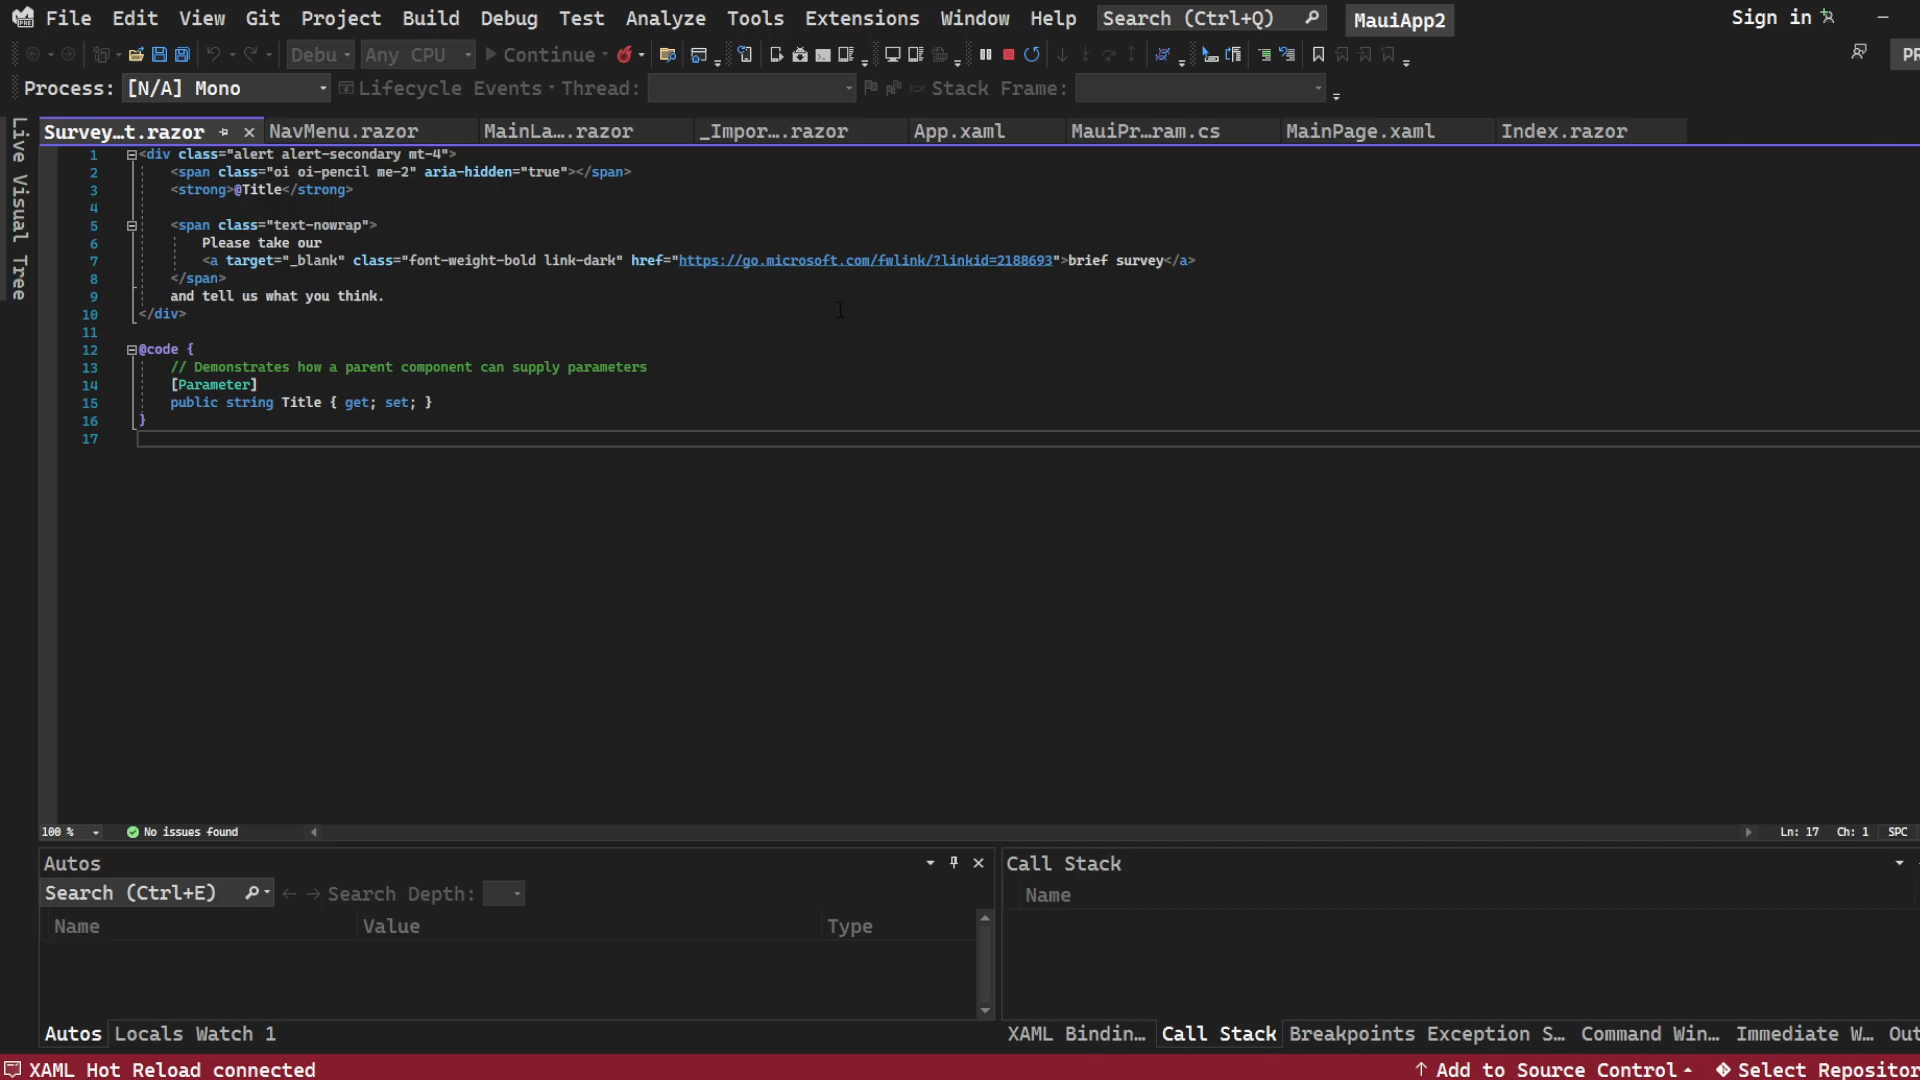 File Edit View Git Project Build Debug Test Analyze Tools Extensions Window Help Search (Ctrl+Q) MauiApp2 Sign in
Debu Any CPU Continue PR
Process: [N/A] Mono Lifecycle Events Thread: Stack Frame:
Live Visual Tree
Survey…t.razor NavMenu.razor MainLa….razor _Impor….razor App.xaml MauiPr…ram.cs MainPage.xaml Index.razor
1 <div class="alert alert-secondary mt-4">
2 <span class="oi oi-pencil me-2" aria-hidden="true"></span>
3 <strong>@Title</strong>
4
5 <span class="text-nowrap">
6 Please take our
7 <a target="_blank" class="font-weight-bold link-dark" href="https://go.microsoft.com/fwlink/?linkid=2188693">brief survey</a>
8 </span>
9 and tell us what you think.
10 </div>
11
12 @code {
13 // Demonstrates how a parent component can supply parameters
14 [Parameter]
15 public string Title { get; set; }
16 }
17
100 % No issues found Ln: 17 Ch: 1 SPC
Autos
Search (Ctrl+E) Search Depth:
Name Value Type
Autos Locals Watch 1
Call Stack
Name
XAML Bindin… Call Stack Breakpoints Exception S… Command Win… Immediate W… Out
XAML Hot Reload connected Add to Source Control Select Repositor